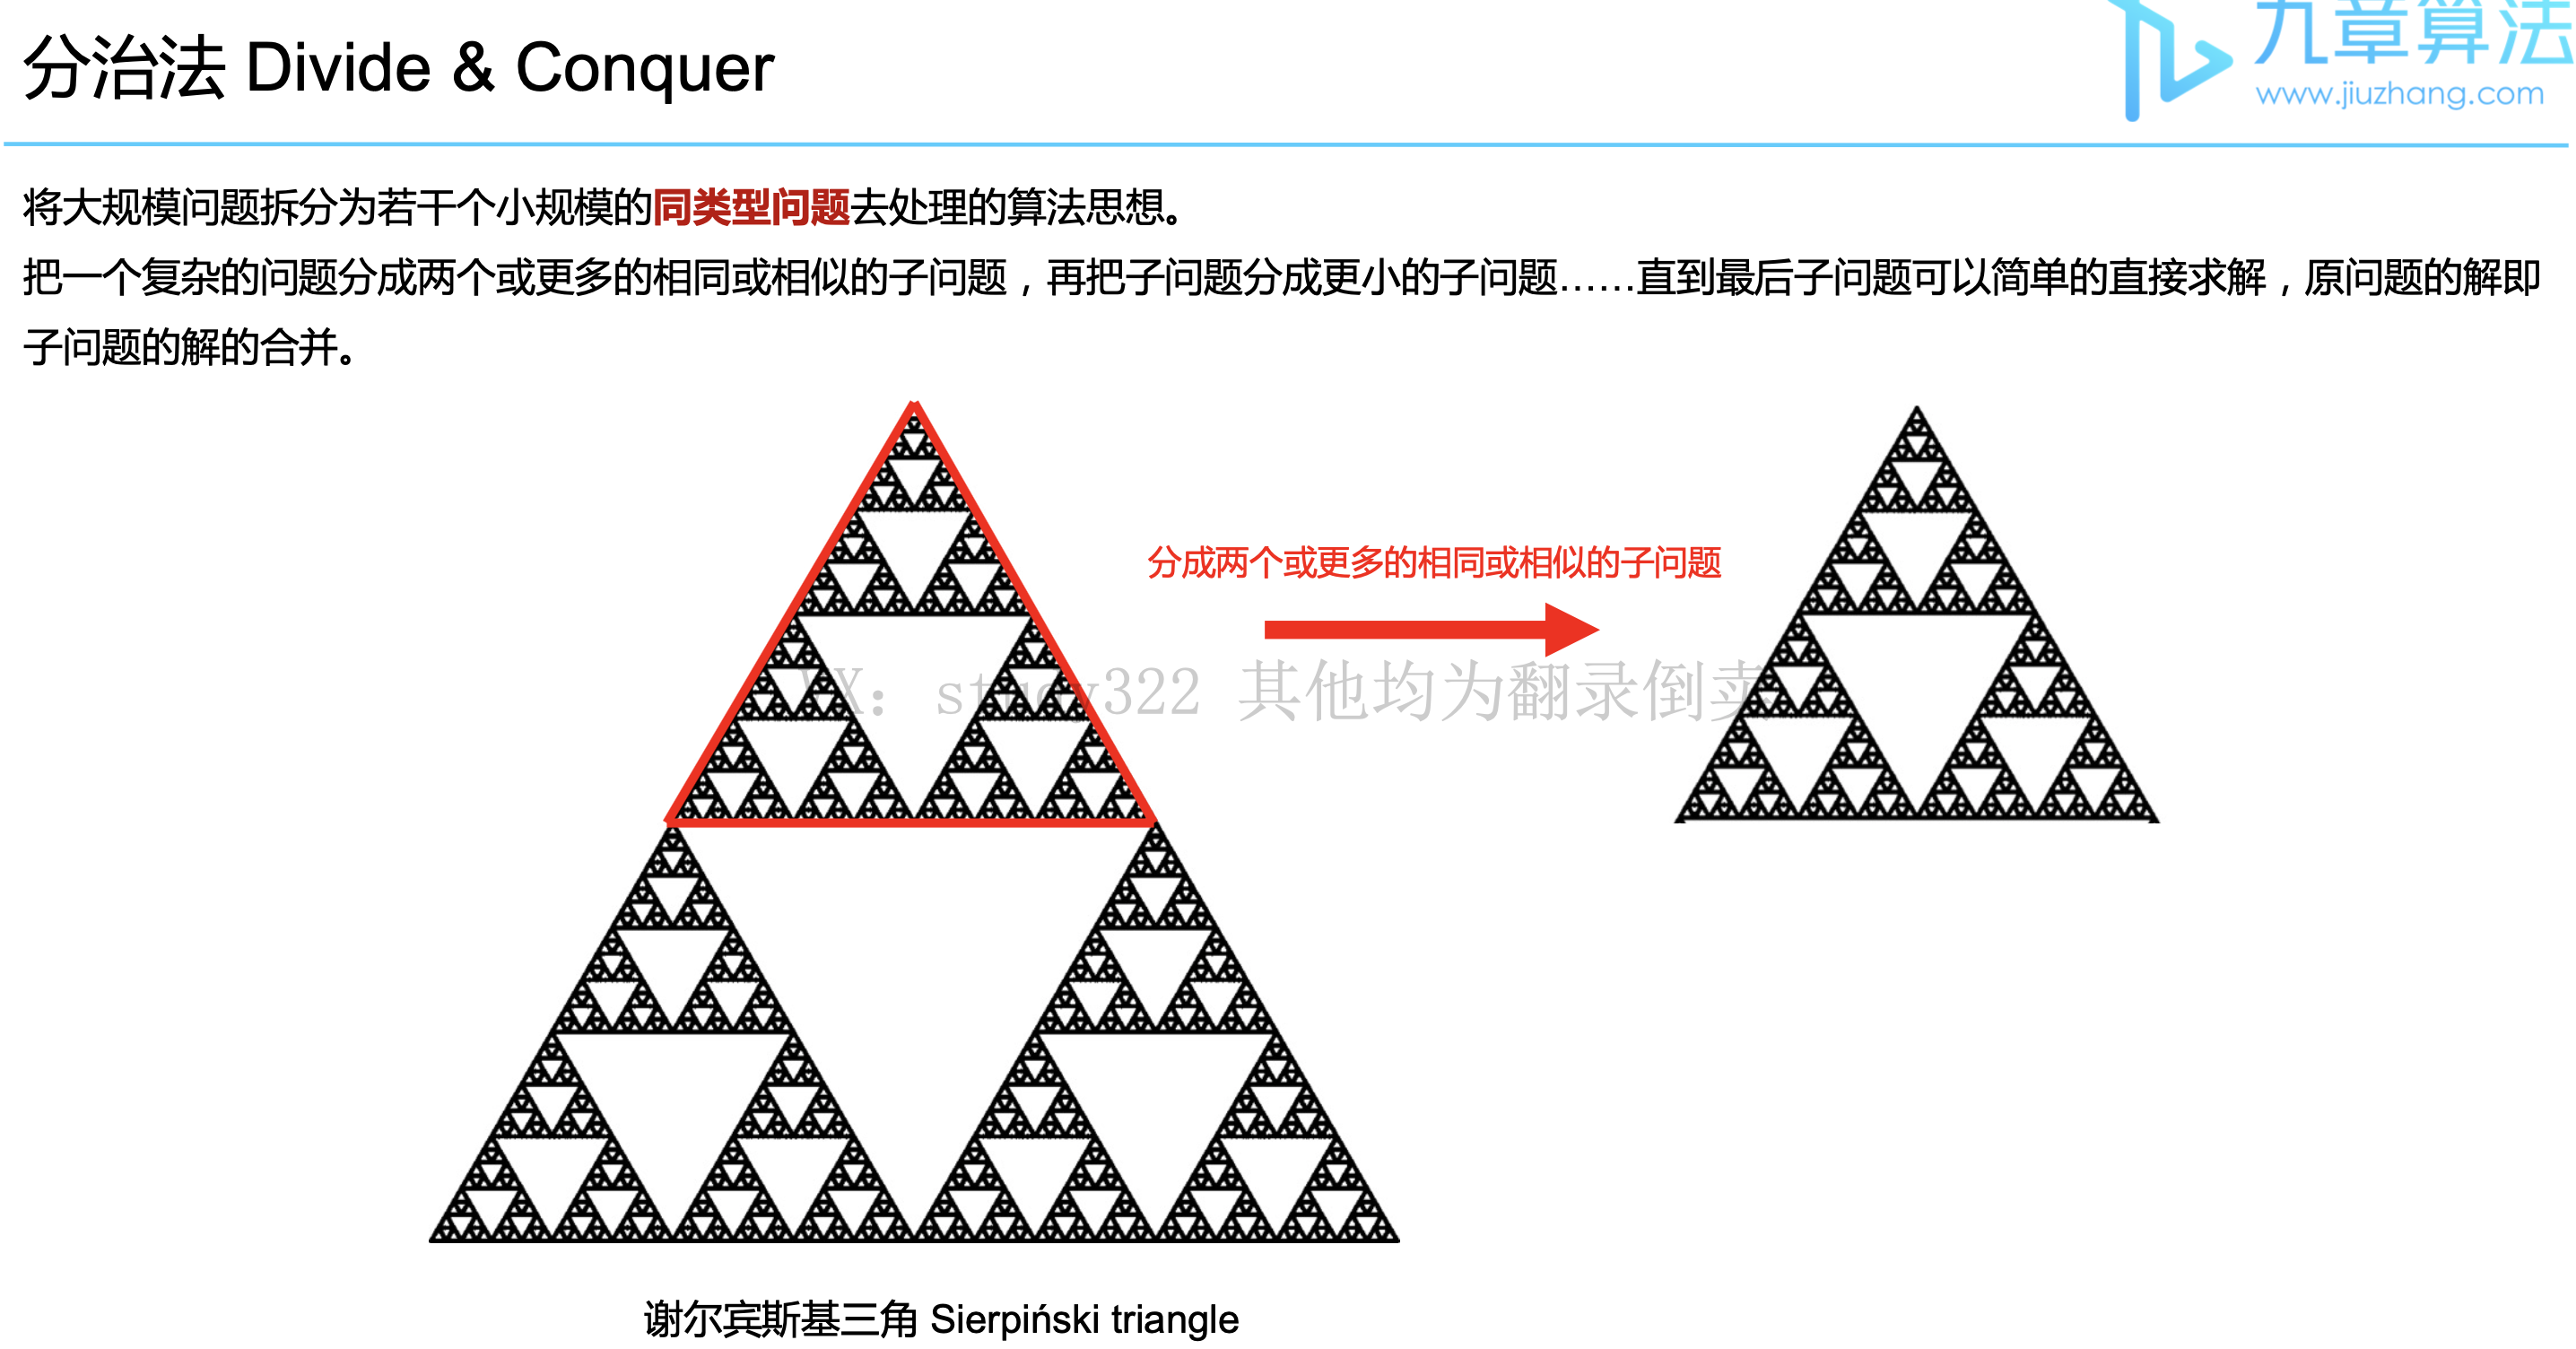 分治法 Divide & Conquer
九章算法
www.jiuzhang.com
将大规模问题拆分为若干个小规模的同类型问题去处理的算法思想。
把一个复杂的问题分成两个或更多的相同或相似的子问题，再把子问题分成更小的子问题……直到最后子问题可以简单的直接求解，原问题的解即
子问题的解的合并。
分成两个或更多的相同或相似的子问题
VX：study322 其他均为翻录倒卖
谢尔宾斯基三角 Sierpiński triangle